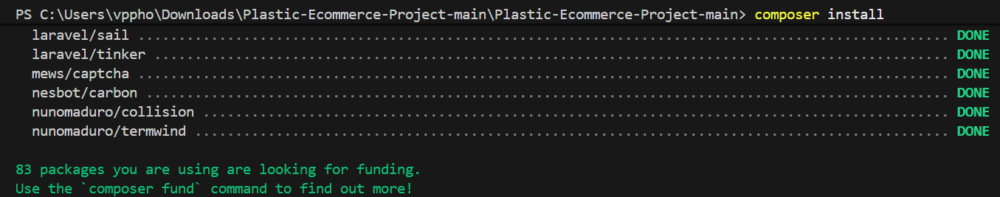 PS C:\Users\vppho\Downloads\Plastic-Ecommerce-Project-main\Plastic-Ecommerce-Project-main> composer install
laravel/sail ..................................................................................................... DONE
laravel/tinker ................................................................................................... DONE
mews/captcha ..................................................................................................... DONE
nesbot/carbon .................................................................................................... DONE
nunomaduro/collision ............................................................................................. DONE
nunomaduro/termwind .............................................................................................. DONE
83 packages you are using are looking for funding.
Use the `composer fund` command to find out more!